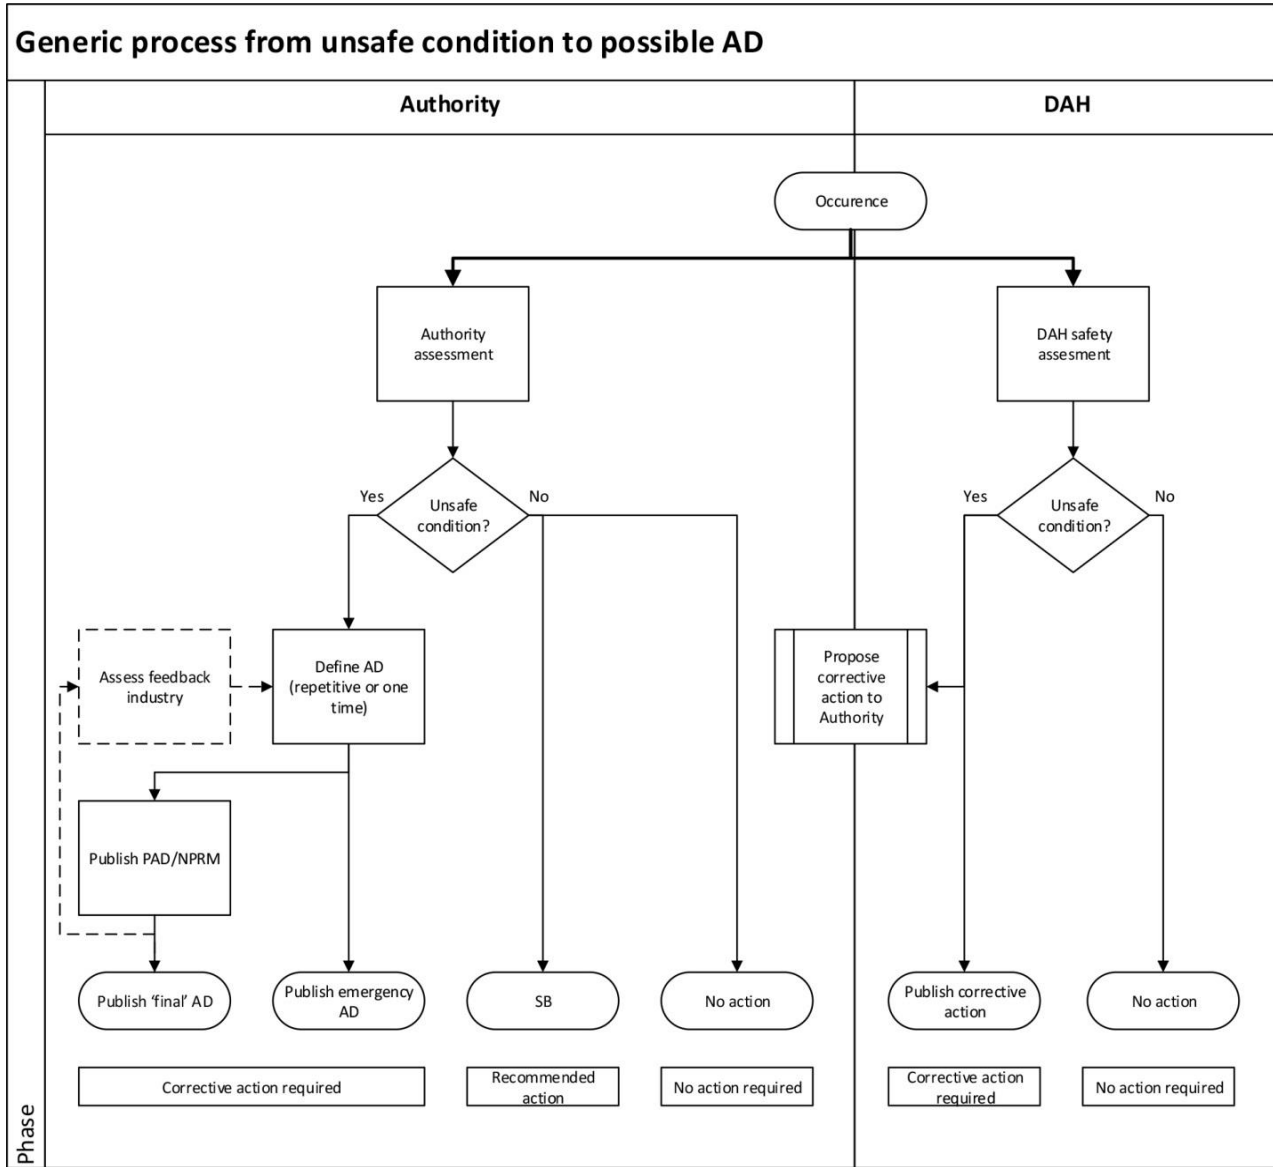 Generic process from unsafe condition to possible AD
Authority
DAH
Occurence
Authority
assessment
DAH safety
assesment
Yes
Unsafe
condition?
No
Yes
Unsafe
condition?
No
Assess feedback
industry
Define AD
(repetitive or one
time)
Propose
corrective
action to
Authority
Publish PAD/NPRM
Publish ‘final’ AD
Publish emergency
AD
SB
No action
Publish corrective
action
No action
Corrective action required
Recommended
action
No action required
Corrective action
required
No action required
Phase